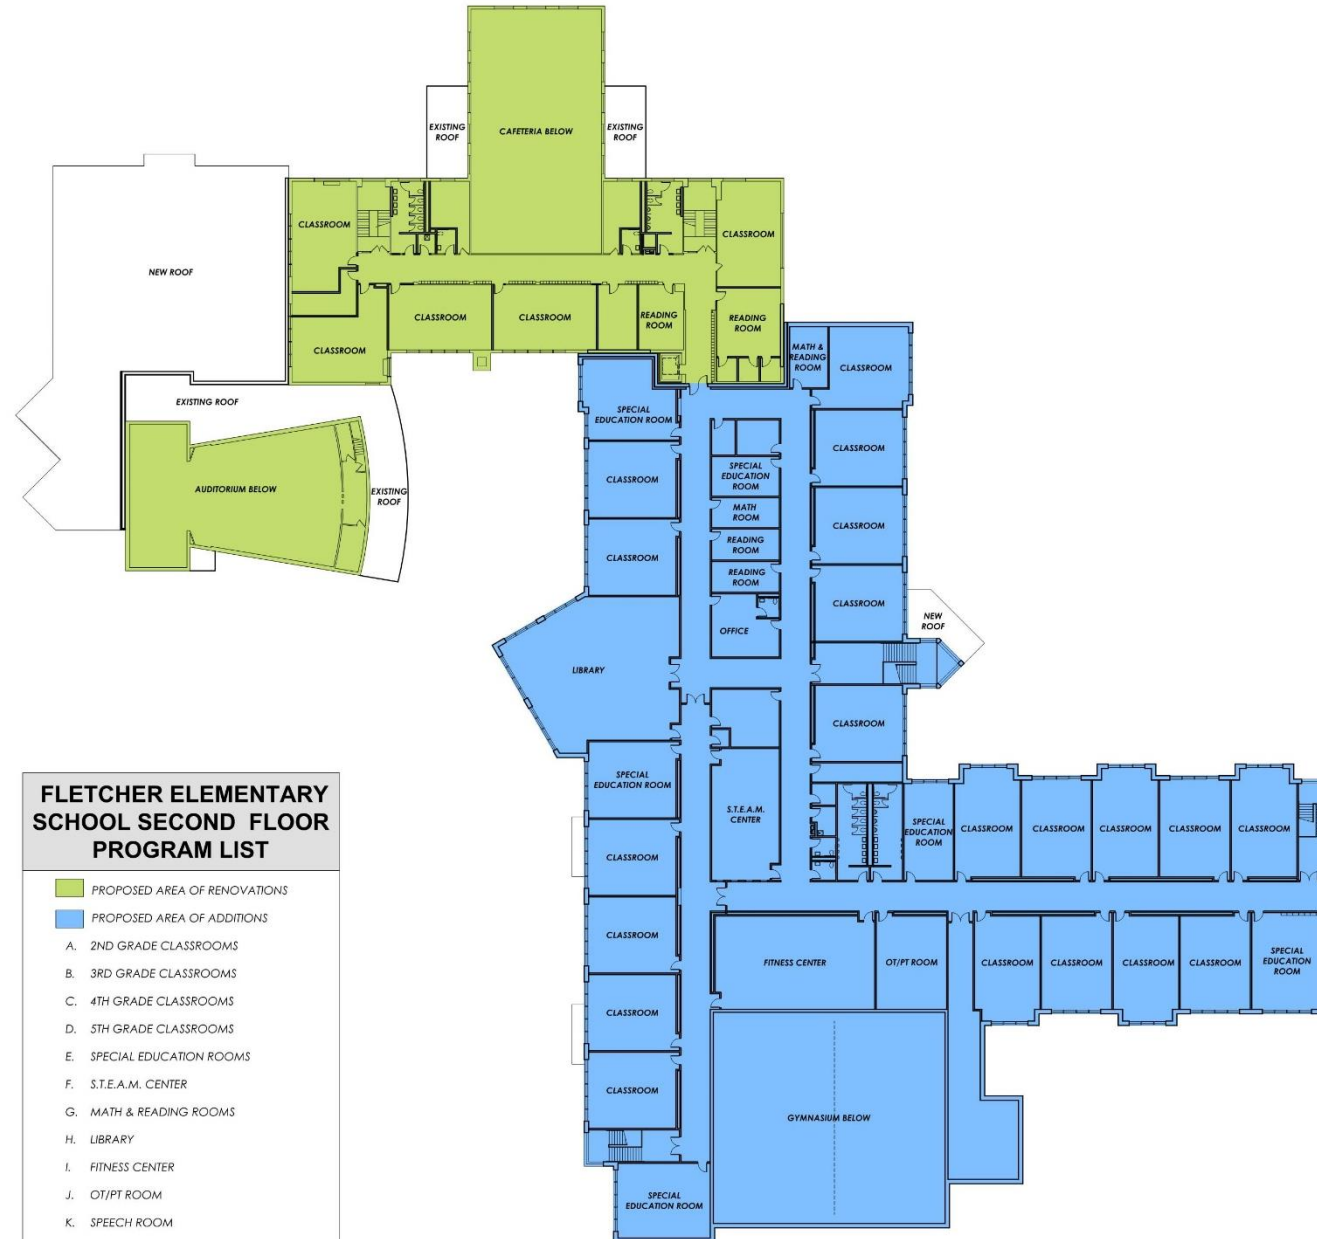 CAFETERIA BELOW
EXISTING
ROOF
EXISTING
ROOF
CLASSROOM
CLASSROOM
NEW ROOF
CLASSROOM
CLASSROOM
READING
ROOM
READING
ROOM
CLASSROOM
MATH &
READING
ROOM
CLASSROOM
EXISTING ROOF
SPECIAL
EDUCATION ROOM
CLASSROOM
AUDITORIUM BELOW
EXISTING
ROOF
CLASSROOM
SPECIAL
EDUCATION
ROOM
MATH
ROOM
CLASSROOM
READING
ROOM
CLASSROOM
READING
ROOM
CLASSROOM
NEW
ROOF
OFFICE
LIBRARY
CLASSROOM
SPECIAL
EDUCATION ROOM
S.T.E.A.M.
CENTER
SPECIAL
EDUCATION
ROOM
CLASSROOM
CLASSROOM
CLASSROOM
CLASSROOM
CLASSROOM
CLASSROOM
CLASSROOM
FITNESS CENTER
OT/PT ROOM
CLASSROOM
CLASSROOM
CLASSROOM
CLASSROOM
SPECIAL
EDUCATION
ROOM
CLASSROOM
CLASSROOM
GYMNASIUM BELOW
SPECIAL
EDUCATION ROOM
FLETCHER ELEMENTARY
SCHOOL SECOND FLOOR
PROGRAM LIST
PROPOSED AREA OF RENOVATIONS
PROPOSED AREA OF ADDITIONS
A. 2ND GRADE CLASSROOMS
B. 3RD GRADE CLASSROOMS
C. 4TH GRADE CLASSROOMS
D. 5TH GRADE CLASSROOMS
E. SPECIAL EDUCATION ROOMS
F. S.T.E.A.M. CENTER
G. MATH & READING ROOMS
H. LIBRARY
I. FITNESS CENTER
J. OT/PT ROOM
K. SPEECH ROOM